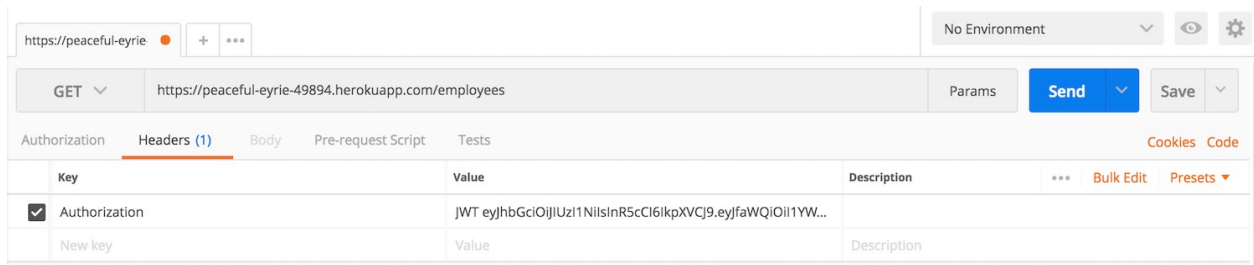 https://peaceful-eyrie- + ••• No Environment
GET https://peaceful-eyrie-49894.herokuapp.com/employees Params Send Save
Authorization Headers (1) Body Pre-request Script Tests Cookies Code
Key Value Description ••• Bulk Edit Presets
Authorization JWT eyJhbGciOiJIUzI1NiIsInR5cCI6IkpXVCJ9.eyJfaWQiOiI1YW...
New key Value Description